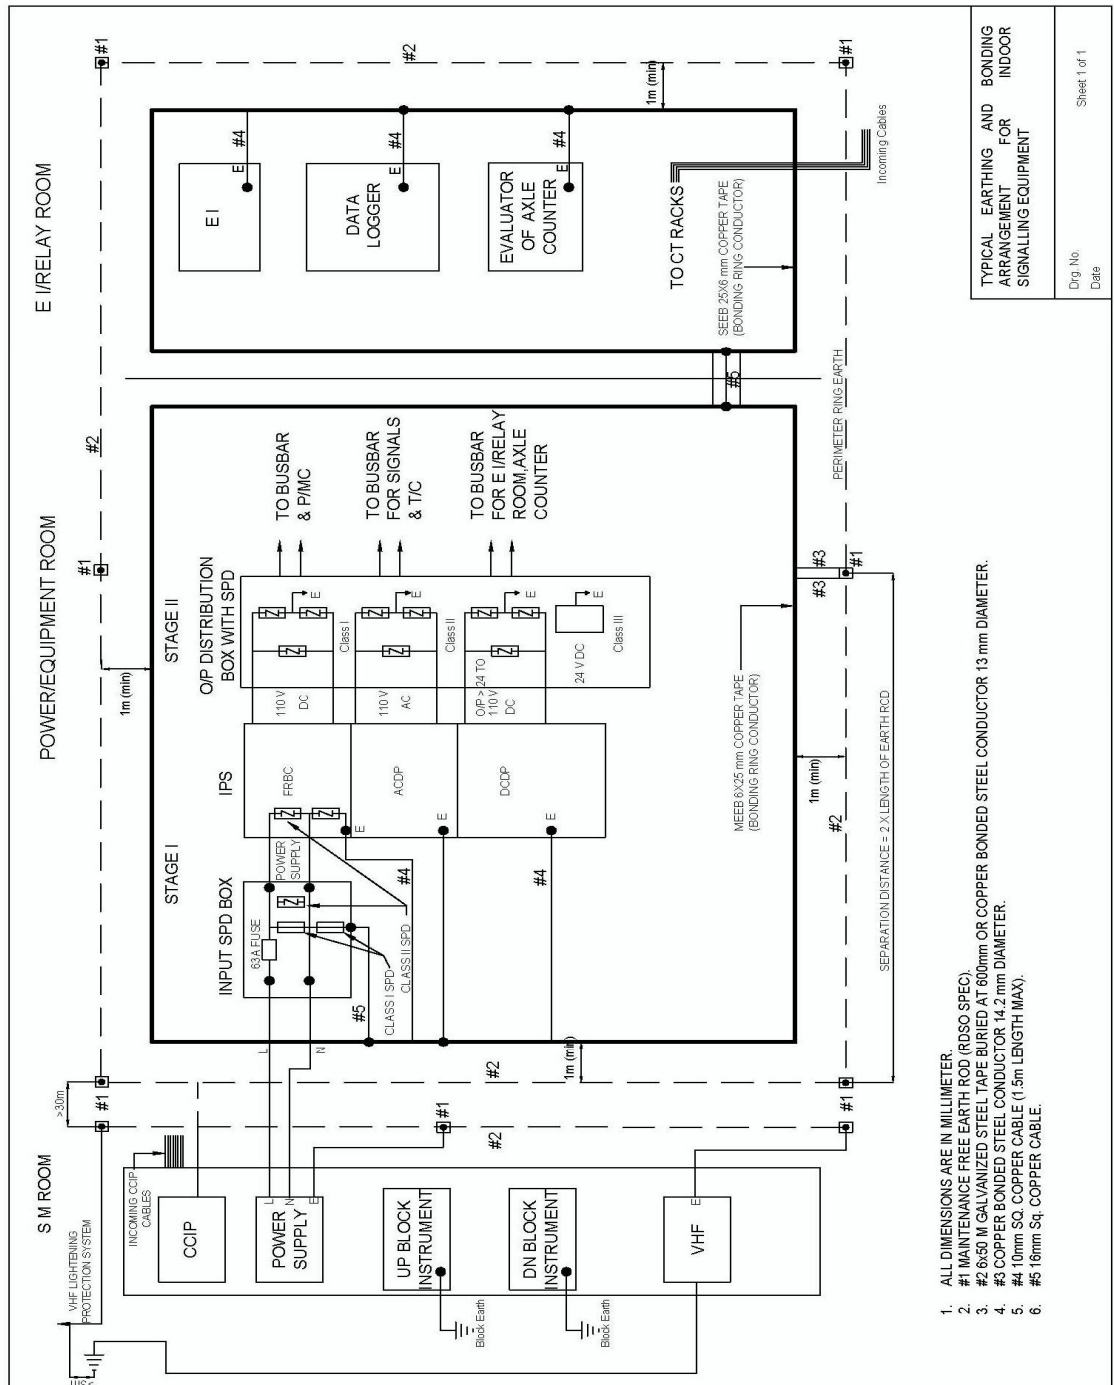 S M ROOM
POWER/EQUIPMENT ROOM
E I/RELAY ROOM
VHF LIGHTENING
PROTECTION SYSTEM
>30m
#1
#1
1m (min)
#1
#2
#1
#2
INCOMING CCIP
CABLES
CCIP
POWER
SUPPLY
L
N
E
UP BLOCK
INSTRUMENT
Block Earth
DN BLOCK
INSTRUMENT
Block Earth
VHF
E
#1
#2
#1
#2
L
N
1m (min)
STAGE I
INPUT SPD BOX
63A FUSE
POWER
SUPPLY
#5
CLASS I SPD
CLASS II SPD
#4
#4
IPS
FRBC
ACDP
DCDP
E
E
E
STAGE II
O/P DISTRIBUTION
BOX WITH SPD
110 V
DC
110 V
AC
O/P > 24 TO
110 V
DC
24 V DC
Z
Z
Z
Z
Z
Z
Z
Z
Z
Z
Z
Z
E
E
E
E
Class I
Class II
Class III
TO BUSBAR
& P/MC
TO BUSBAR
FOR SIGNALS
& T/C
TO BUSBAR
FOR E I/RELAY
ROOM,AXLE
COUNTER
MEEB 6X25 mm COPPER TAPE
(BONDING RING CONDUCTOR)
1m (min)
#2
#3
#3
#1
PERIMETER RING EARTH
SEPARATION DISTANCE = 2 X LENGTH OF EARTH ROD
#5
E I
E
#4
DATA
LOGGER
E
#4
EVALUATOR
OF AXLE
COUNTER
E
#4
TO CT RACKS
SEEB 25X6 mm COPPER TAPE
(BONDING RING CONDUCTOR)
Incoming Cables
1m (min)
#2
#1
1. ALL DIMENSIONS ARE IN MILLIMETER.
2. #1 MAINTENANCE FREE EARTH ROD (RDSO SPEC).
3. #2 6x50 M GALVANIZED STEEL TAPE BURIED AT 600mm OR COPPER BONDED STEEL CONDUCTOR 13 mm DIAMETER.
4. #3 COPPER BONDED STEEL CONDUCTOR 14.2 mm DIAMETER.
5. #4 10mm SQ. COPPER CABLE (1.5m LENGTH MAX).
6. #5 16mm Sq. COPPER CABLE.
TYPICAL EARTHING AND BONDING
ARRANGEMENT FOR INDOOR
SIGNALLING EQUIPMENT
Drg. No.
Sheet 1 of 1
Date